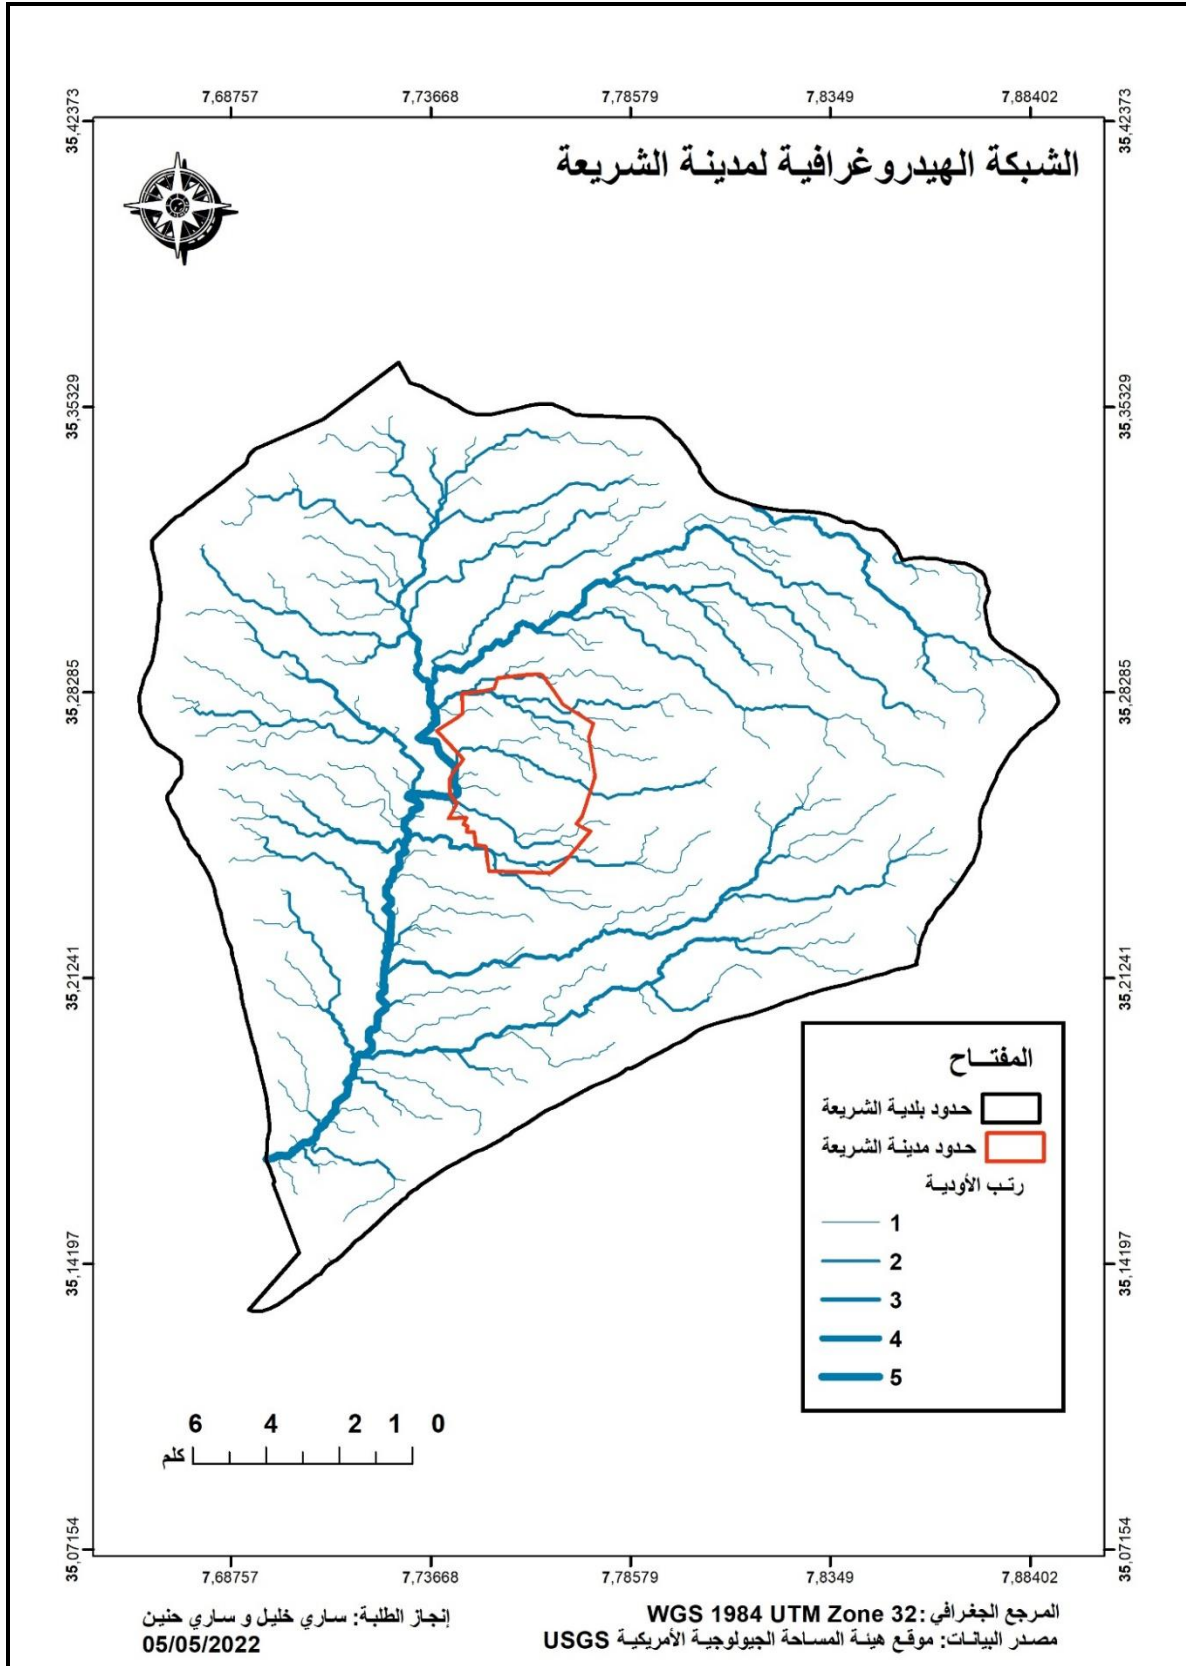 7,68757 7,73668 7,78579 7,8349 7,88402
35,42373 35,42373
الشبكة الهيدروغرافية لمدينة الشريعة
35,35329 35,35329
35,28285 35,28285
35,21241 35,21241
المفتـــاح
حدود بلدية الشريعة
حدود مدينة الشريعة
رتب الأودية
1
2
3
4
5
35,14197 35,14197
6 4 2 1 0
كلم
35,07154 35,07154
7,68757 7,73668 7,78579 7,8349 7,88402
المرجع الجغرافي :WGS 1984 UTM Zone 32
مصدر البيانات: موقع هيئة المساحة الجيولوجية الأمريكية USGS
إنجاز الطلبة: ساري خليل و ساري حنين
05/05/2022